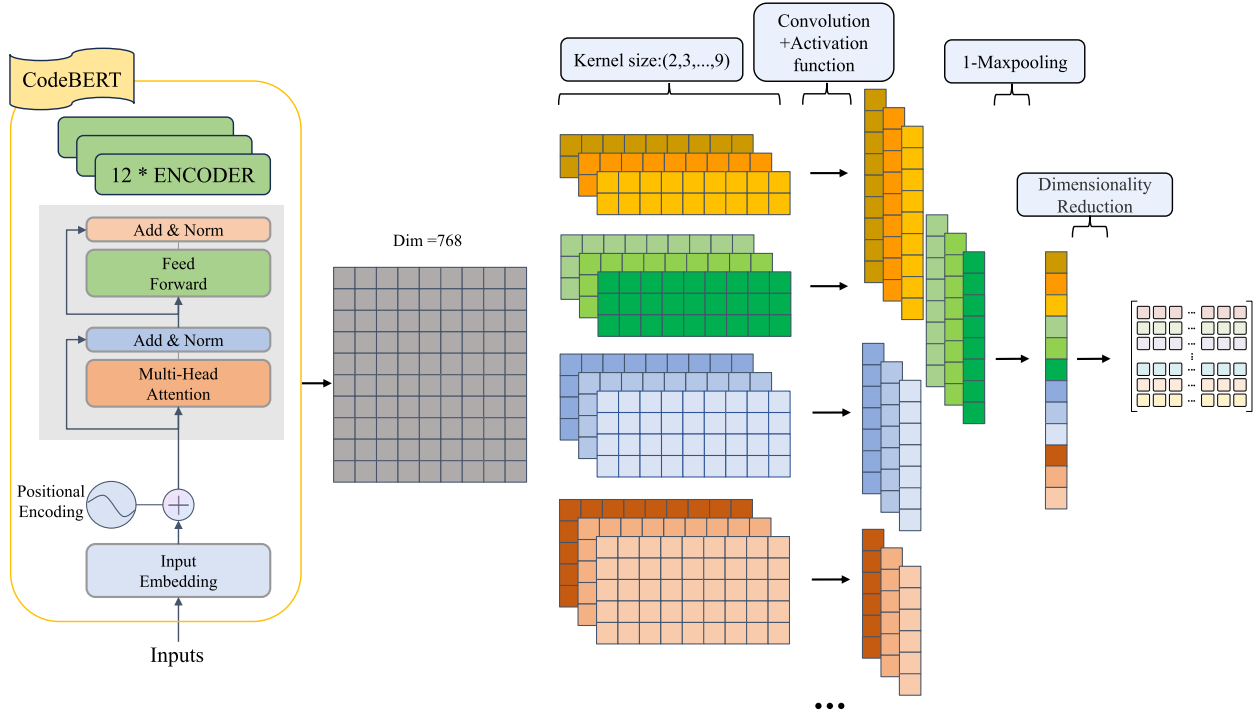 CodeBERT
12 * ENCODER
Add & Norm
Feed
Forward
Add & Norm
Multi-Head
Attention
Positional
Encoding
Input
Embedding
Inputs
Dim =768
Kernel size:(2,3,...,9)
Convolution
+Activation
function
1-Maxpooling
Dimensionality
Reduction
...
...
...
...
...
...
...